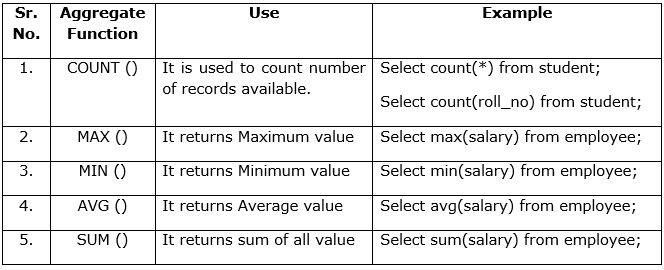 Sr. No. Aggregate Function Use Example
1. COUNT () It is used to count number of records available. Select count(*) from student;
Select count(roll_no) from student;
2. MAX () It returns Maximum value Select max(salary) from employee;
3. MIN () It returns Minimum value Select min(salary) from employee;
4. AVG () It returns Average value Select avg(salary) from employee;
5. SUM () It returns sum of all value Select sum(salary) from employee;